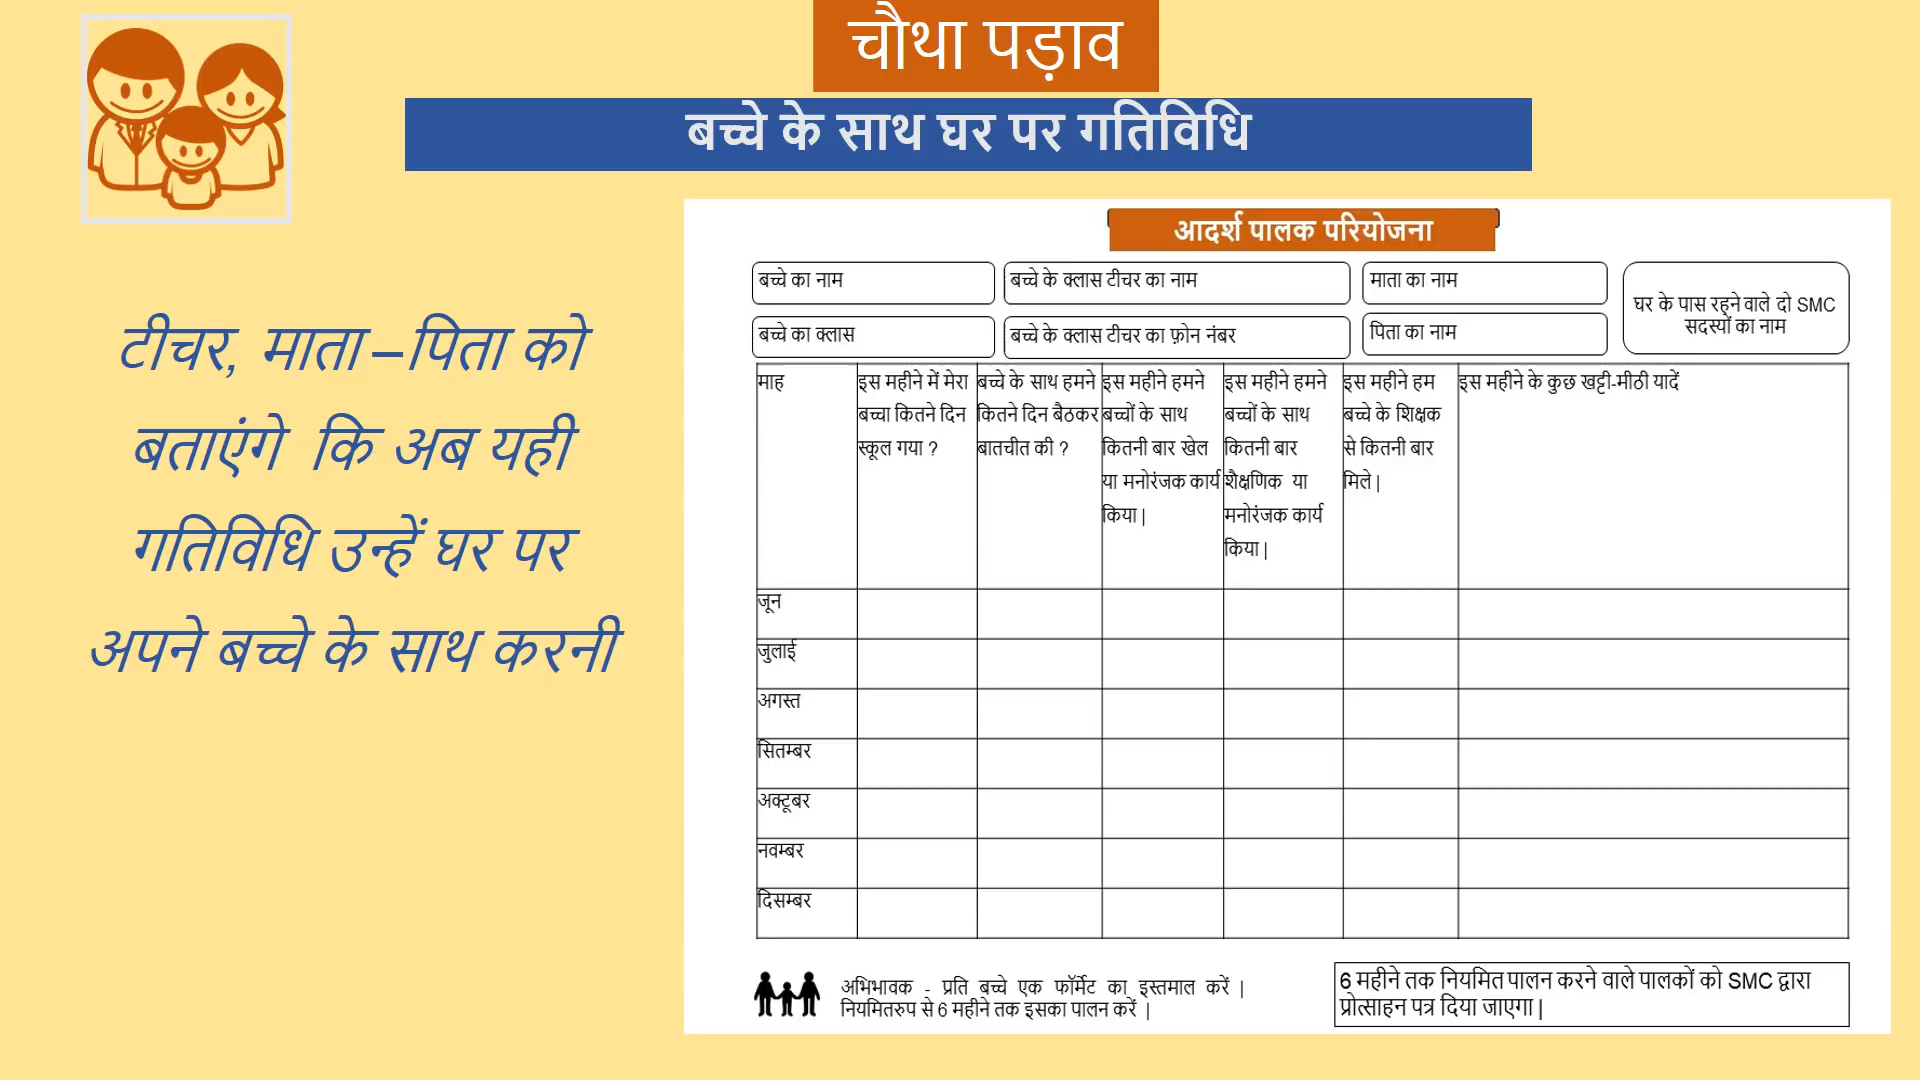 चौथा पड़ाव
बच्चे के साथ घर पर गतिविधि
टीचर, माता–पिता को
बताएंगे कि अब यही
गतिविधि उन्हें घर पर
अपने बच्चे के साथ करनी
आदर्श पालक परियोजना
बच्चे का नाम
बच्चे के क्लास टीचर का नाम
माता का नाम
घर के पास रहने वाले दो SMC
सदस्यों का नाम
बच्चे का क्लास
बच्चे के क्लास टीचर का फ़ोन नंबर
पिता का नाम
माह
इस महीने में मेरा
बच्चा कितने दिन
स्कूल गया ?
बच्चे के साथ हमने
कितने दिन बैठकर
बातचीत की ?
इस महीने हमने
बच्चों के साथ
कितनी बार खेल
या मनोरंजक कार्य
किया |
इस महीने हमने
बच्चों के साथ
कितनी बार
शैक्षणिक या
मनोरंजक कार्य
किया |
इस महीने हम
बच्चे के शिक्षक
से कितनी बार
मिले |
इस महीने के कुछ खट्टी-मीठी यादें
जून
जुलाई
अगस्त
सितम्बर
अक्टूबर
नवम्बर
दिसम्बर
अभिभावक - प्रति बच्चे एक फॉर्मेट का इस्तमाल करें |
नियमितरुप से 6 महीने तक इसका पालन करें |
6 महीने तक नियमित पालन करने वाले पालकों को SMC द्वारा
प्रोत्साहन पत्र दिया जाएगा |